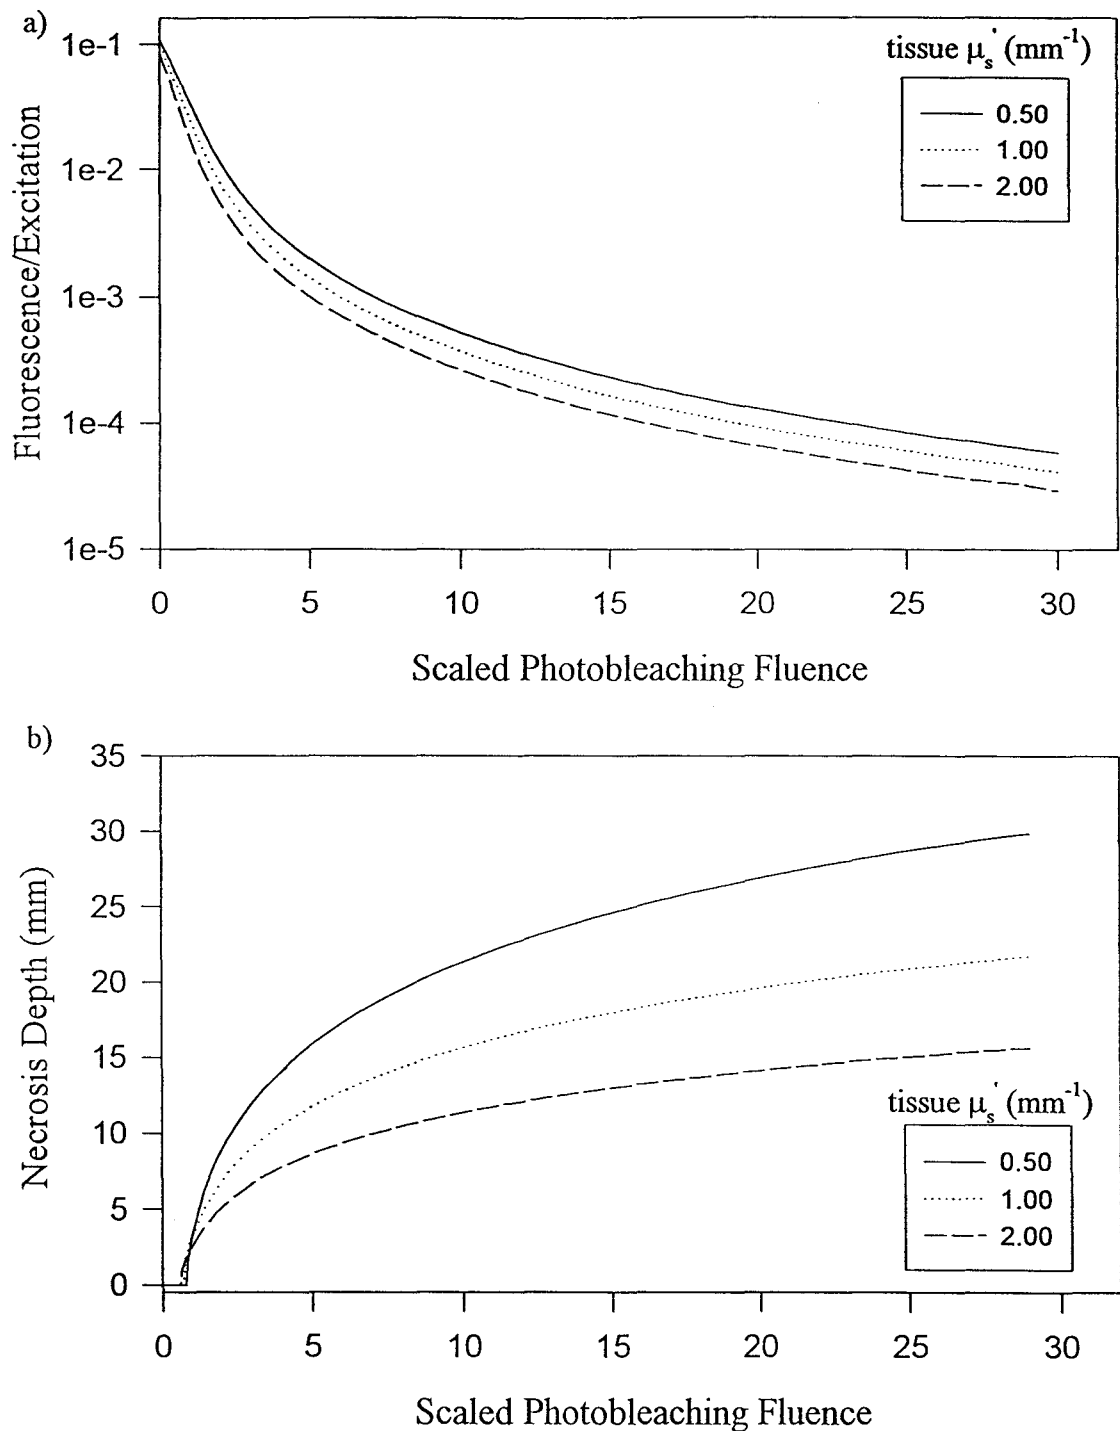 a)
tissue μs' (mm-1)
0.50
1.00
2.00
Fluorescence/Excitation
1e-1
1e-2
1e-3
1e-4
1e-5
0 5 10 15 20 25 30
Scaled Photobleaching Fluence
b)
Necrosis Depth (mm)
35
30
25
20
15
10
5
0
tissue μs' (mm-1)
0.50
1.00
2.00
0 5 10 15 20 25 30
Scaled Photobleaching Fluence